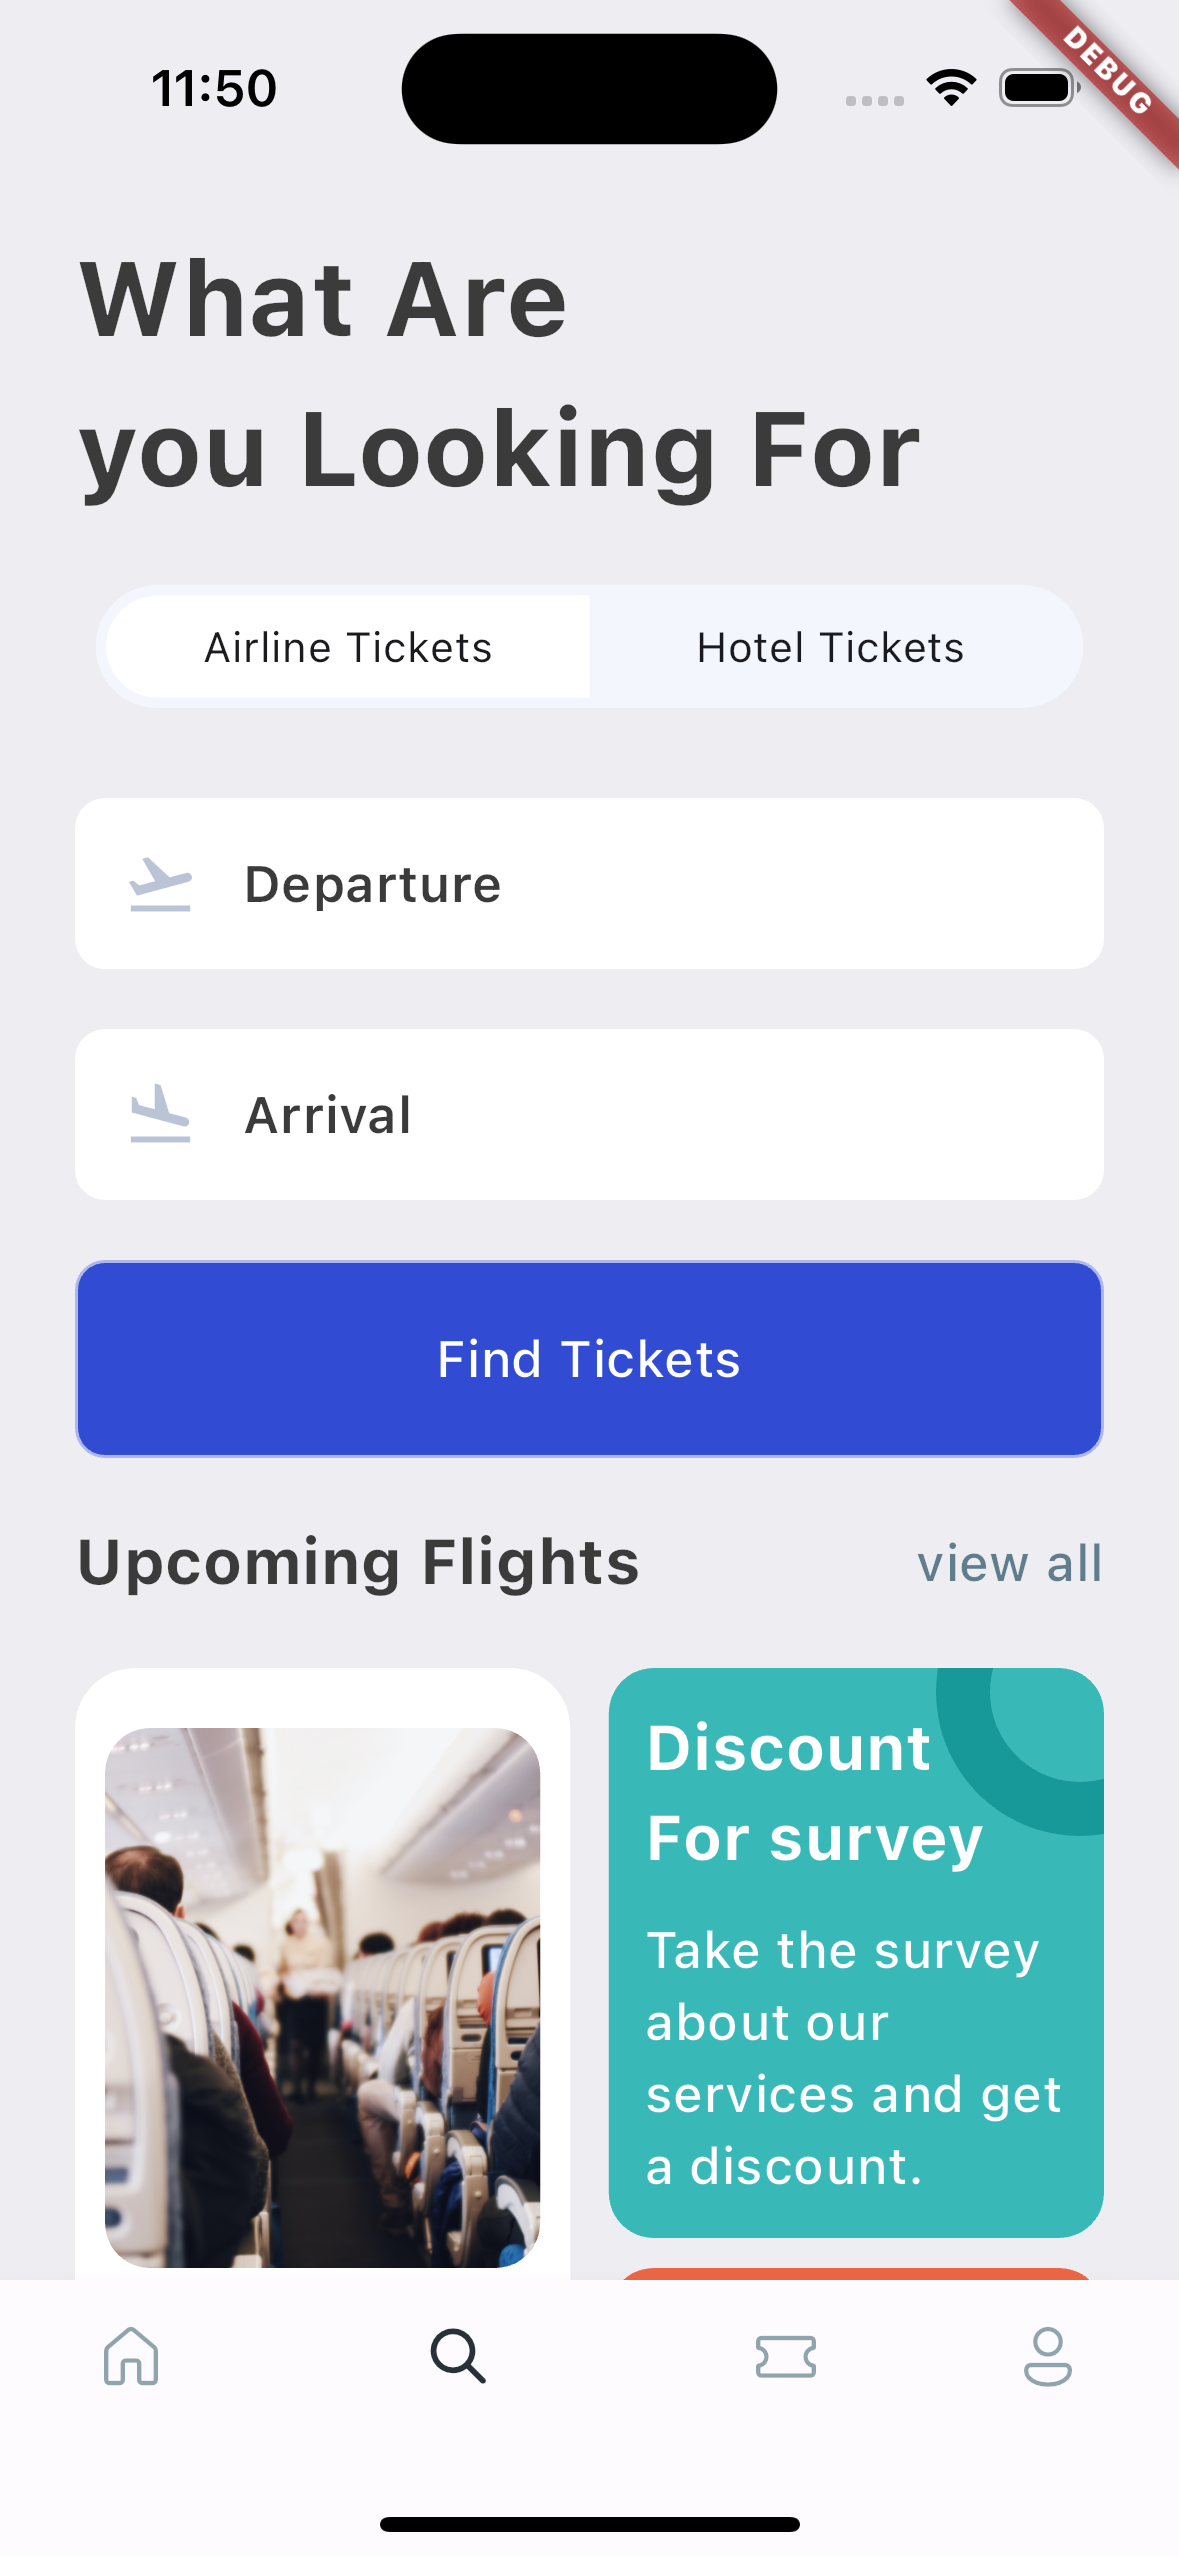 11:50
DEBUG
What Are
you Looking For
Airline Tickets
Hotel Tickets
Departure
Arrival
Find Tickets
Upcoming Flights
view all
Discount
For survey
Take the survey
about our
services and get
a discount.